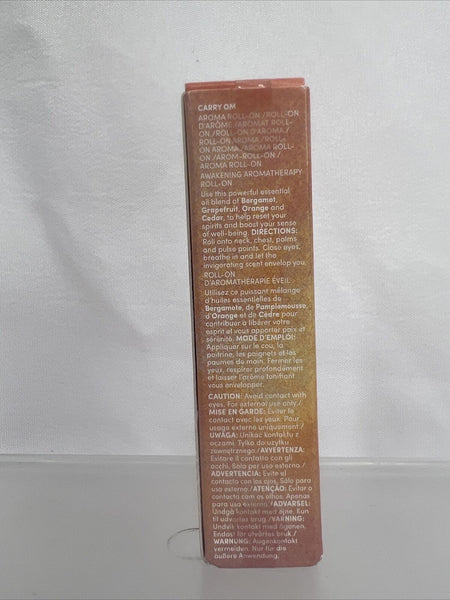 CARRY OM
AROMA ROLL-ON /ROLL-ON
D'ARÔME /AROMAT ROLL-
ON /ROLL-ON D'AROMA /
ROLL-ON AROMA /ROLL-
ON AROMA /AROMA ROLL-
ON /AROM-ROLL-ON /
AROMA ROLL-ON
AWAKENING AROMATHERAPY
ROLL-ON
Use this powerful essential
oil blend of Bergamot,
Grapefruit, Orange and
Cedar, to help reset your
spirits and boost your sense
of well-being. DIRECTIONS:
Roll onto neck, chest, palms
and pulse points. Close eyes,
breathe in and let the
invigorating scent envelop you.
ROLL-ON
D'AROMATHÉRAPIE ÉVEIL
Utilisez ce puissant mélange
d'huiles essentielles de
Bergamote, de Pamplemousse,
d'Orange et de Cèdre pour
contribuer à libérer votre
esprit et vous apporter paix et
sérénité. MODE D'EMPLOI:
Appliquer sur le cou, la
poitrine, les poignets et les
paumes de main. Fermer les
yeux, respirer profondément
et laisser l'arôme tonifiant
vous envelopper.
CAUTION: Avoid contact with
eyes. For external use only /
MISE EN GARDE: Éviter le
contact avec les yeux. Pour
usage externe uniquement /
UWAGA: Unikać kontaktu z
oczami. Tylko do użytku
zewnętrznego /AVVERTENZA:
Evitare il contatto con gli
occhi. Solo per uso esterno /
ADVERTENCIA: Evite el
contacto con los ojos. Sólo para
uso externo /ATENÇÃO: Evitar o
contacto com os olhos. Apenas
para uso externo /ADVARSEL:
Undgå kontakt med øjne. Kun
til udvortes brug /VARNING:
Undvik kontakt med ögonen.
Endast för utvärtes bruk /
WARNUNG: Augenkontakt
vermeiden. Nur für die
äußere Anwendung.